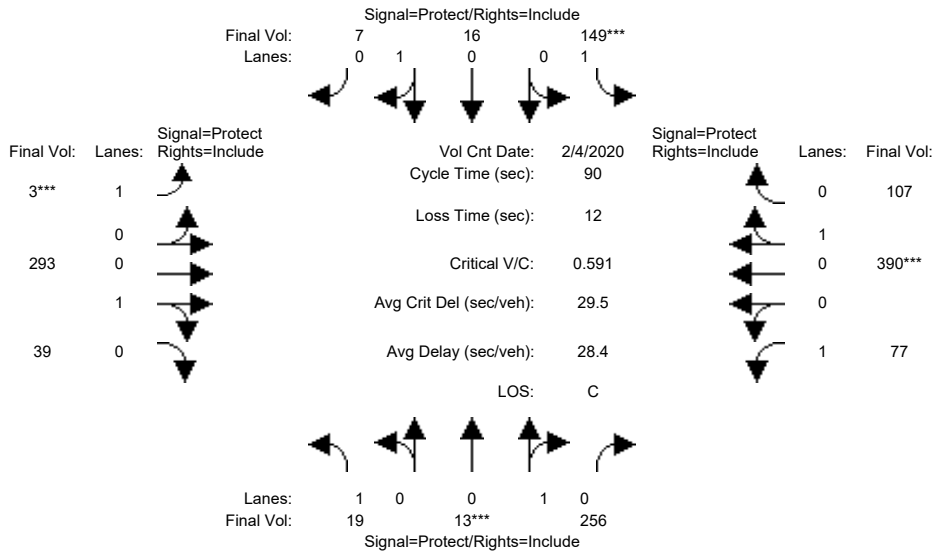 Signal=Protect/Rights=Include
Final Vol: 7 16 149***
Lanes: 0 1 0 0 1
Signal=Protect
Final Vol: Lanes: Rights=Include
Vol Cnt Date: 2/4/2020
Signal=Protect
Rights=Include Lanes: Final Vol:
Cycle Time (sec): 90
3*** 1
0 107
Loss Time (sec): 12
0
1
293 0
Critical V/C: 0.591
0 390***
1
Avg Crit Del (sec/veh): 29.5
0
39 0
Avg Delay (sec/veh): 28.4
1 77
LOS: C
Lanes: 1 0 0 1 0
Final Vol: 19 13*** 256
Signal=Protect/Rights=Include